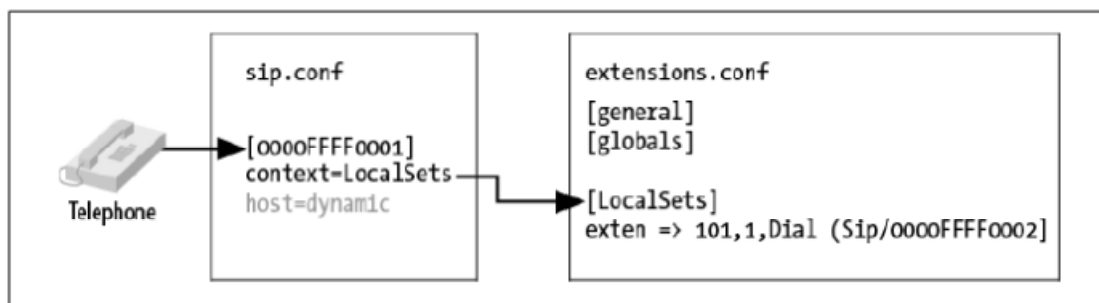 sip.conf
[0000FFFF0001]
context=LocalSets
host=dynamic
Telephone
extensions.conf
[general]
[globals]
[LocalSets]
exten => 101,1,Dial (Sip/0000FFFF0002]